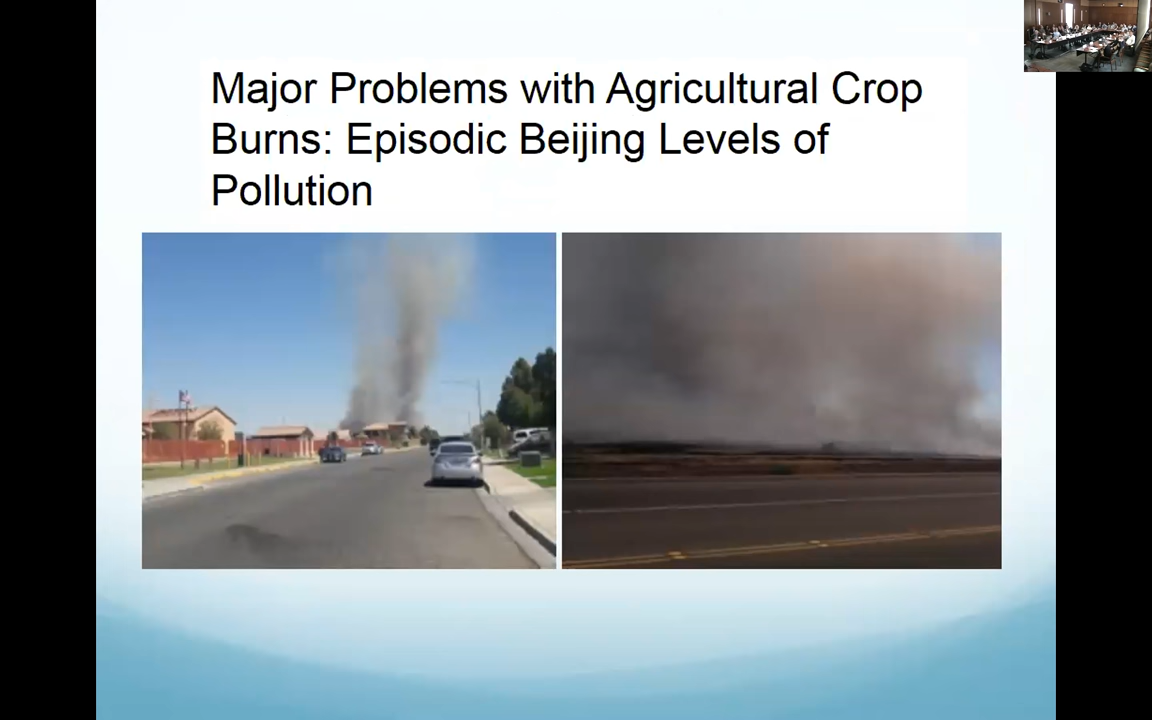 Major Problems with Agricultural Crop
Burns: Episodic Beijing Levels of
Pollution